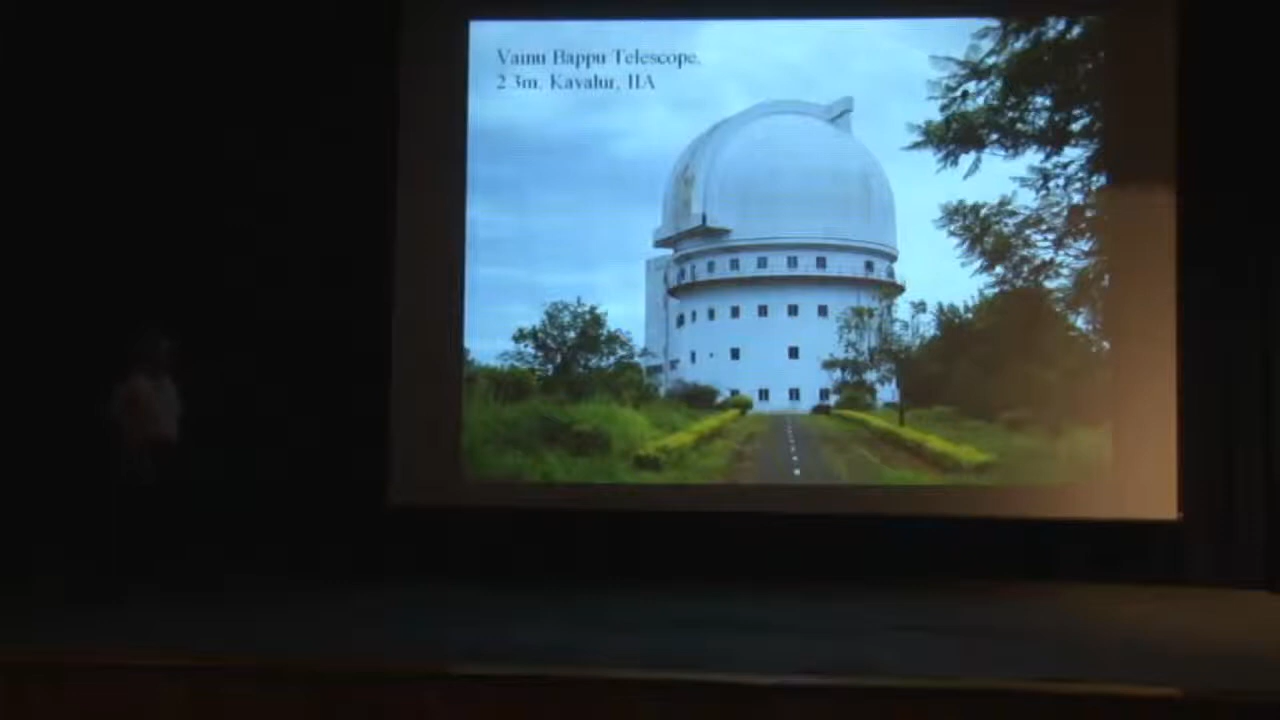 Vainu Bappu Telescope,
2.3m, Kavalur, IIA